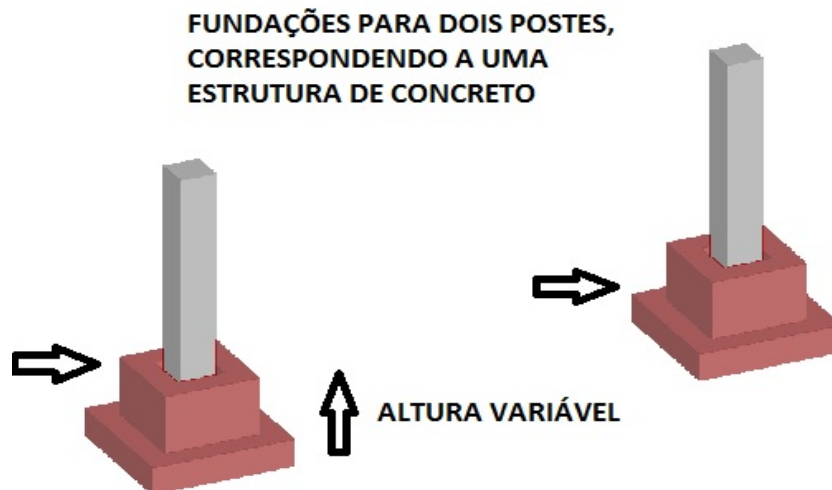 FUNDAÇÕES PARA DOIS POSTES,
CORRESPONDENDO A UMA
ESTRUTURA DE CONCRETO
ALTURA VARIÁVEL